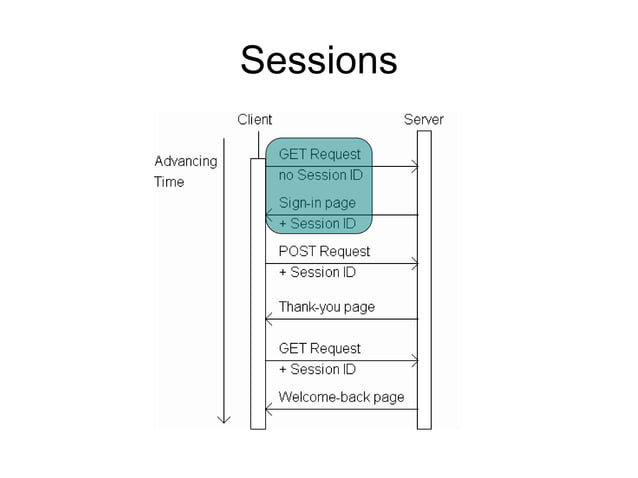 Sessions
Client
Server
Advancing
Time
GET Request
no Session ID
Sign-in page
+ Session ID
POST Request
+ Session ID
Thank-you page
GET Request
+ Session ID
Welcome-back page